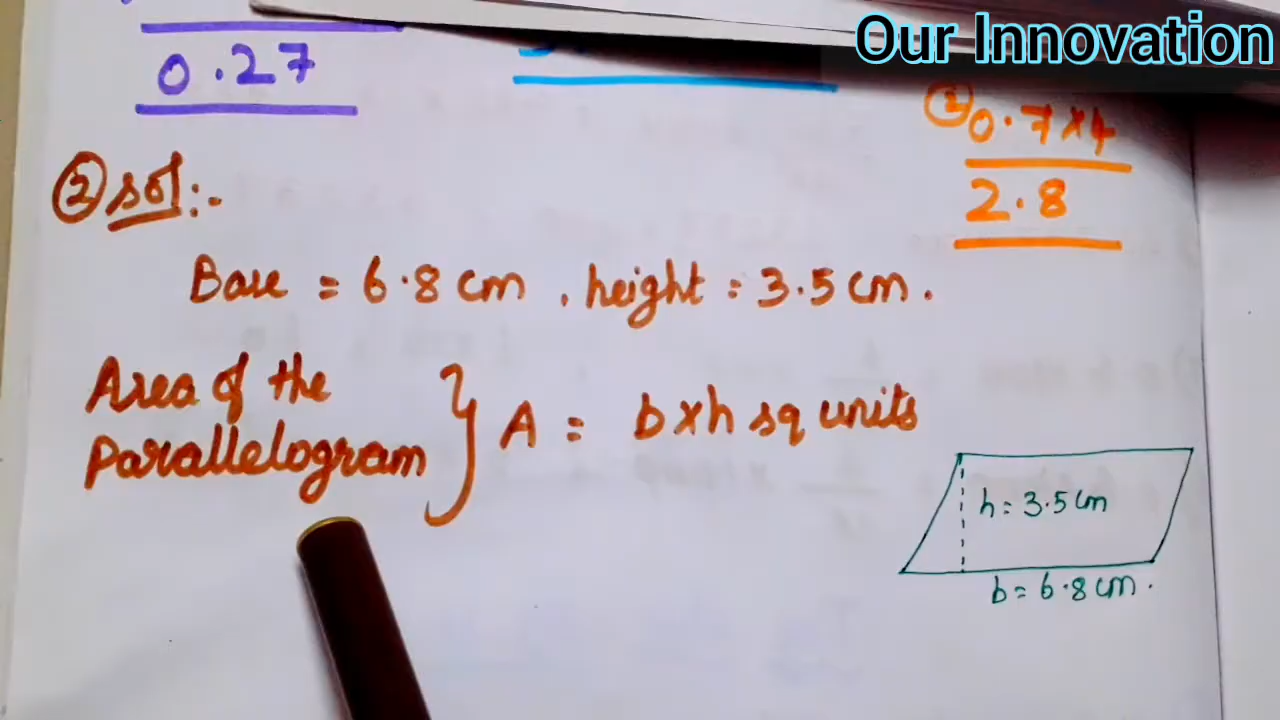 Our Innovation
0.27
② 0.7×4
2.8
② sol:-
Base = 6.8 cm, height = 3.5 cm.
Area of the
Parallelogram } A = b×h sq units
h = 3.5 cm
b = 6.8 cm.